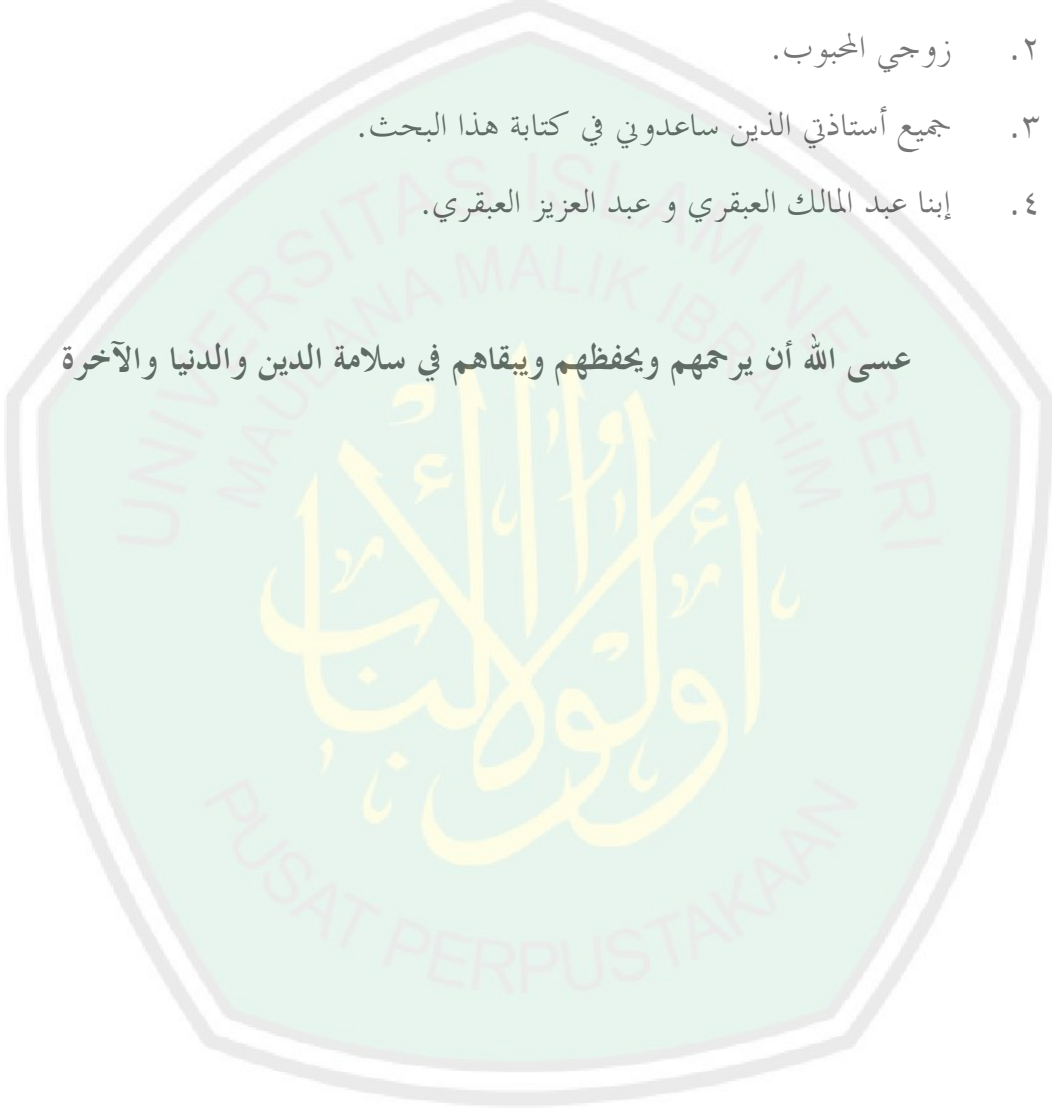 ٢. زوجي المحبوب.
٣. جميع أستاذتي الذين ساعدوني في كتابة هذا البحث.
٤. إبنا عبد المالك العبقري و عبد العزيز العبقري.
عسى الله أن يرحمهم ويحفظهم ويبقاهم في سلامة الدين والدنيا والآخرة
UNIVERSITAS ISLAM NEGERI
MAULANA MALIK IBRAHIM
أولوا الألباب
PUSAT PERPUSTAKAAN